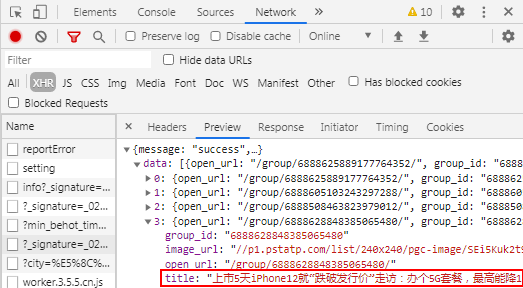 Elements Console Sources Network » 10
Preserve log Disable cache Online
Filter Hide data URLs
All XHR JS CSS Img Media Font Doc WS Manifest Other Has blocked cookies
Blocked Requests
Name
reportError
setting
info?_signature=...
?_signature=_02...
?min_behot_tim...
?_signature=_02...
?city=%E5%8C%...
worker.3.5.5.cn.js
Headers Preview Response Initiator Timing Cookies
{message: "success",…}
data: [{open_url: "/group/6888625889177764352/", group_id: "6888
0: {open_url: "/group/6888625889177764352/", group_id: "68886
1: {open_url: "/group/6888605103243297288/", group_id: "68886
2: {open_url: "/group/6888508463823979012/", group_id: "68885
3: {open_url: "/group/6888628848385065480/", group_id: "68886
group_id: "6888628848385065480"
image_url: "//p1.pstatp.com/list/240x240/pgc-image/SEi5Kuk2t
open_url: "/group/6888628848385065480/"
title: "上市5天iPhone12就“跌破发行价”走访：办个5G套餐，最高能降1